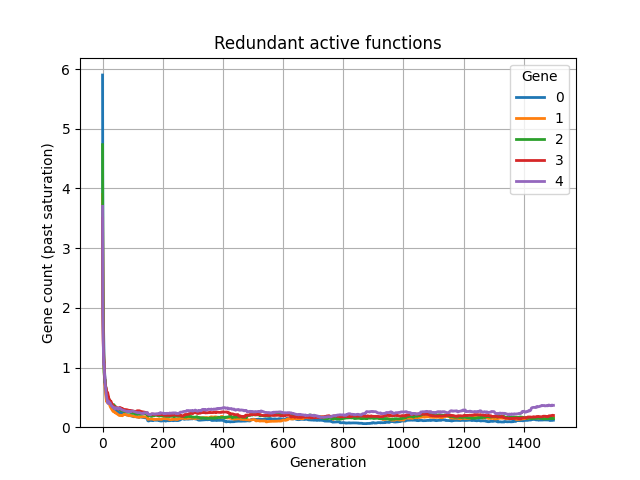 Redundant active functions
Gene count (past saturation)
6
5
4
3
2
1
0
Gene
0
1
2
3
4
0 200 400 600 800 1000 1200 1400
Generation